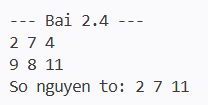 --- Bai 2.4 ---
2 7 4
9 8 11
So nguyen to: 2 7 11